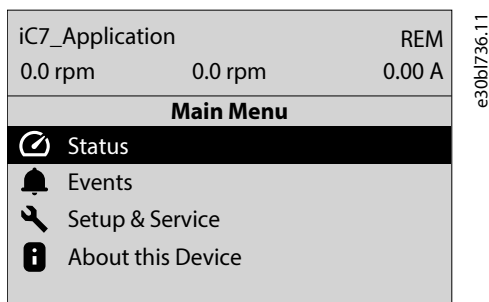 iC7_Application REM
0.0 rpm 0.0 rpm 0.00 A
Main Menu
Status
Events
Setup & Service
About this Device
e30bl736.11